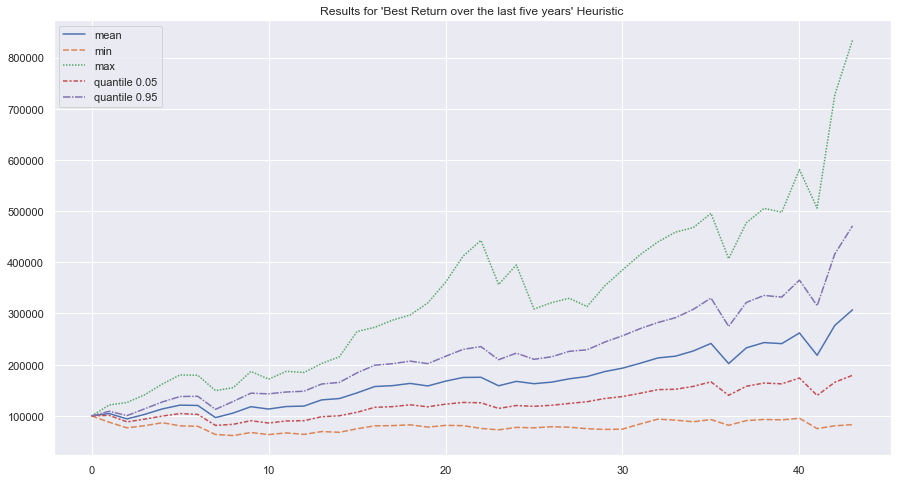 Results for 'Best Return over the last five years' Heuristic
mean
min
max
quantile 0.05
quantile 0.95
800000
700000
600000
500000
400000
300000
200000
100000
0
10
20
30
40